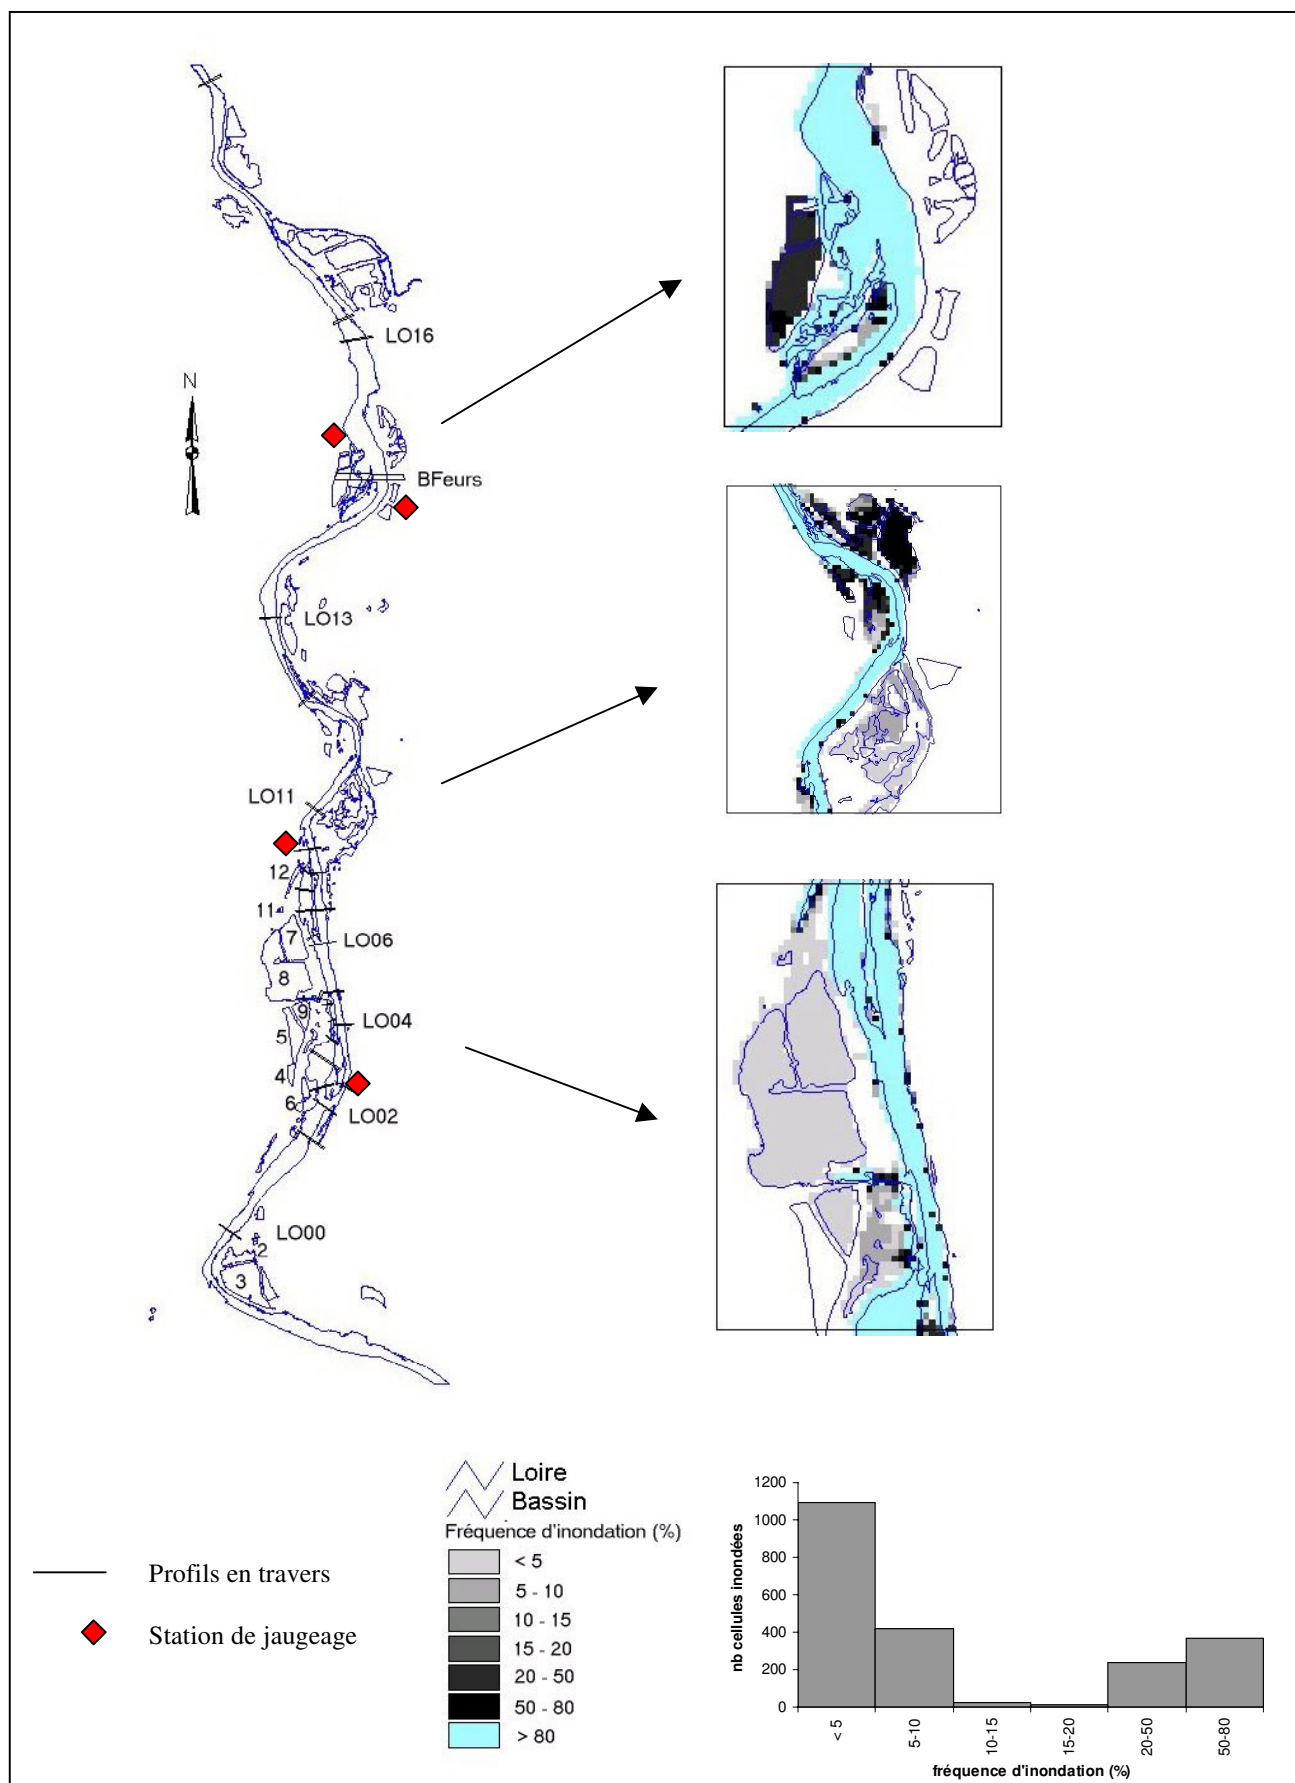 N
LO16
BFeurs
LO13
LO11
12
11
7
LO06
8
9
LO04
5
4
6
LO02
LO00
2
3
Profils en travers
Station de jaugeage
Loire
Bassin
Fréquence d'inondation (%)
< 5
5 - 10
10 - 15
15 - 20
20 - 50
50 - 80
> 80
nb cellules inondées
1200
1000
800
600
400
200
0
< 5
5-10
10-15
15-20
20-50
50-80
fréquence d'inondation (%)